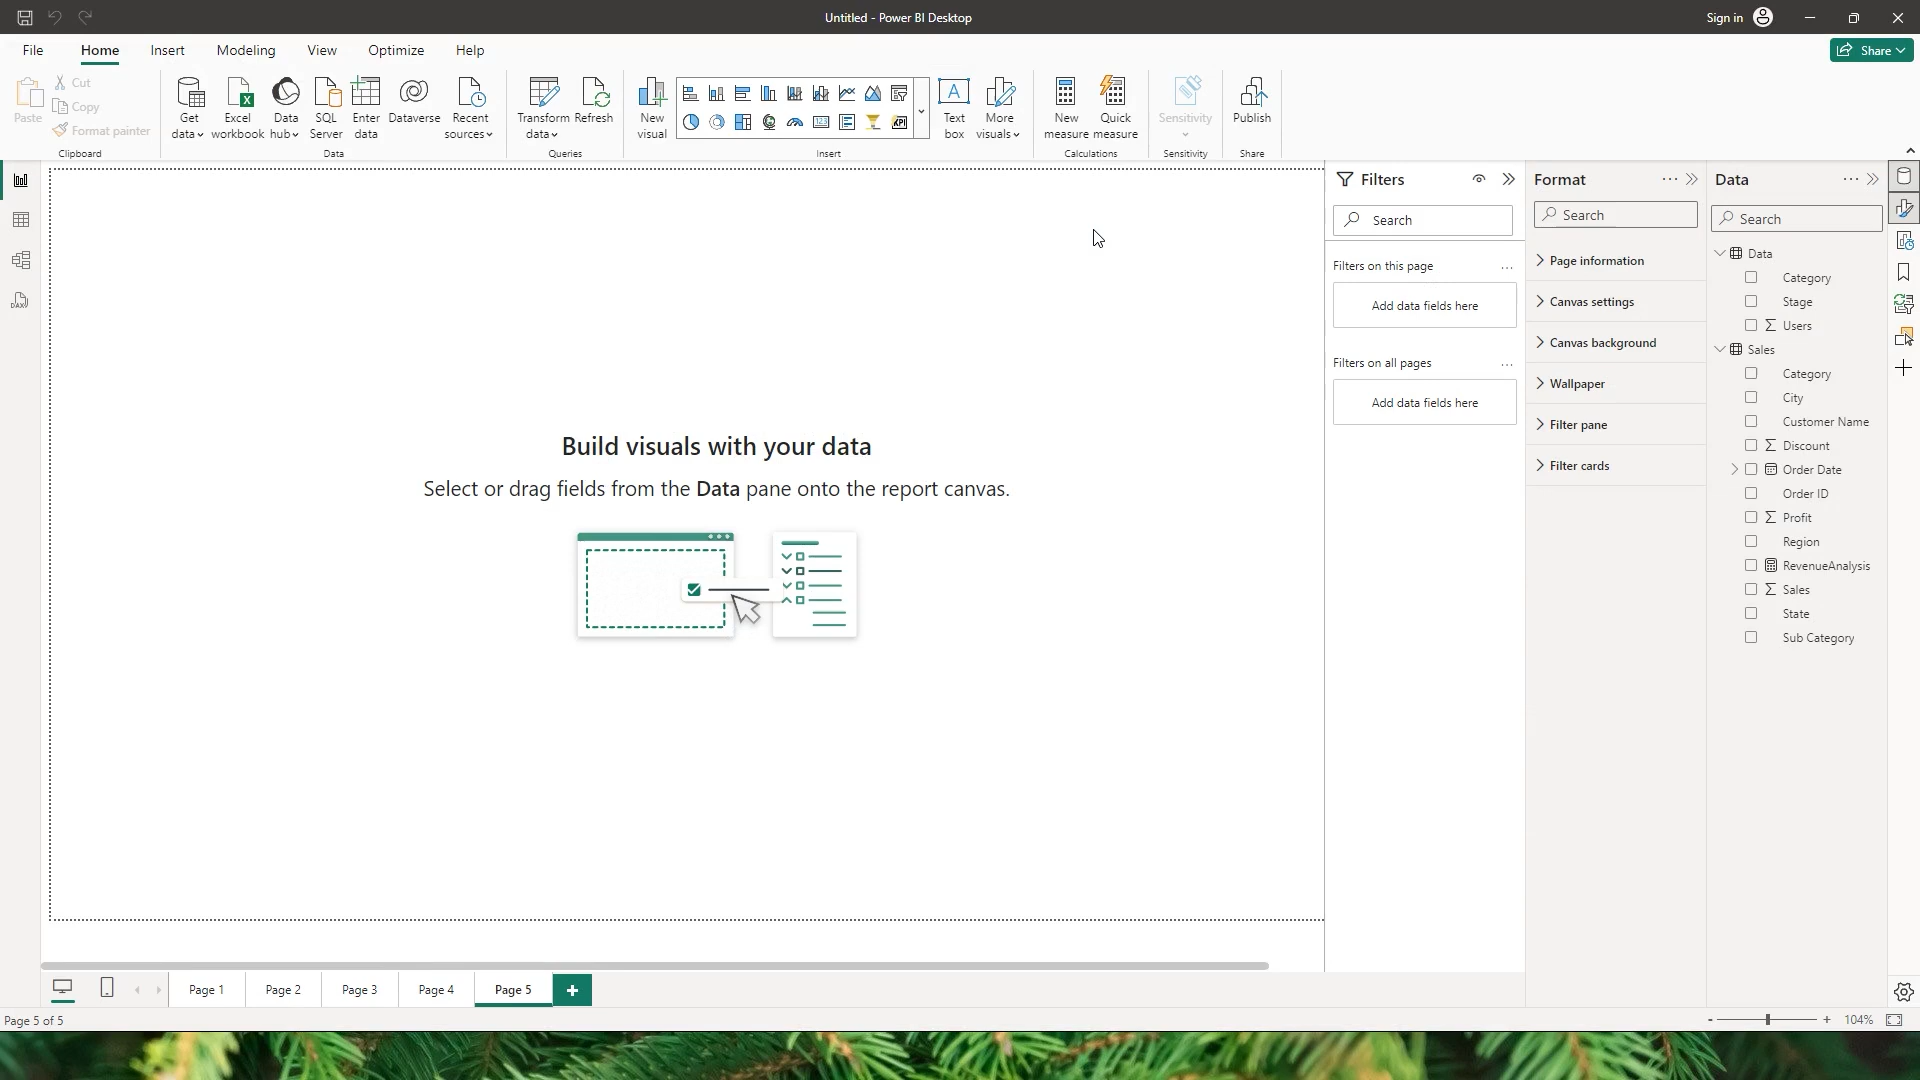 Untitled - Power BI Desktop
Sign in
File
Home
Insert
Modeling
View
Optimize
Help
Share
Paste
Cut
Copy
Format painter
Clipboard
Get data
Excel workbook
Data hub
SQL Server
Enter data
Dataverse
Recent sources
Data
Transform data
Refresh
Queries
New visual
Text box
More visuals
Insert
New measure
Quick measure
Calculations
Sensitivity
Sensitivity
Publish
Share
Build visuals with your data
Select or drag fields from the Data pane onto the report canvas.
Filters
Search
Filters on this page
Add data fields here
Filters on all pages
Add data fields here
Format
Search
Page information
Canvas settings
Canvas background
Wallpaper
Filter pane
Filter cards
Data
Search
Data
Category
Stage
Users
Sales
Category
City
Customer Name
Discount
Order Date
Order ID
Profit
Region
RevenueAnalysis
Sales
State
Sub Category
Page 1
Page 2
Page 3
Page 4
Page 5
Page 5 of 5
104%